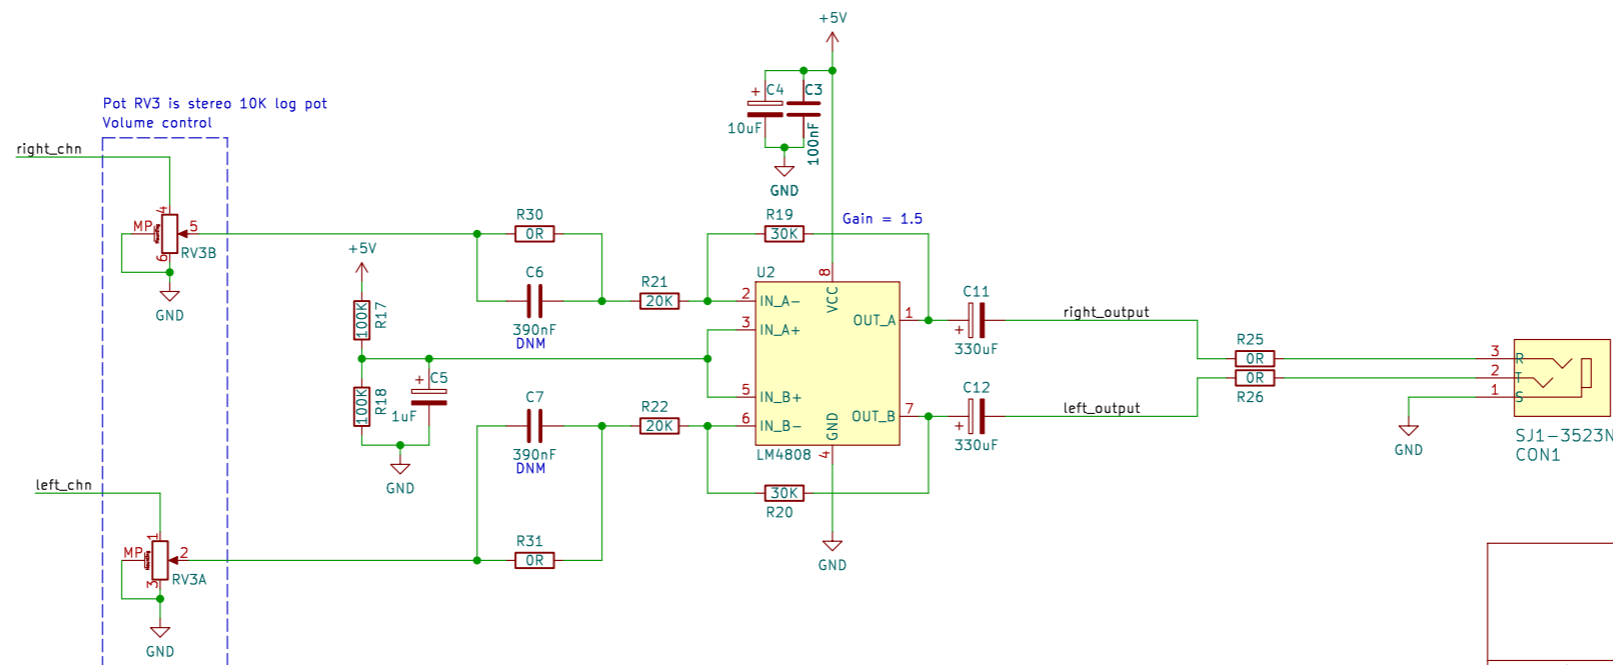 +5V
Pot RV3 is stereo 10K log pot
Volume control
right_chn
4
MP
5
6
RV3B
GND
+
C4
10uF
C3
100nF
GND
R30
0R
C6
390nF
DNM
R21
20K
R19
30K
Gain = 1.5
+5V
100K
R17
100K
R18
+
C5
1uF
GND
C7
390nF
DNM
R22
20K
R31
0R
U2
8
VCC
2
IN_A-
3
IN_A+
OUT_A
1
5
IN_B+
6
IN_B-
OUT_B
7
GND
4
LM4808
30K
R20
GND
C11
+
330uF
right_output
C12
+
330uF
left_output
R25
0R
0R
R26
3
R
2
T
1
S
GND
SJ1-3523N
CON1
left_chn
1
MP
2
3
RV3A
GND